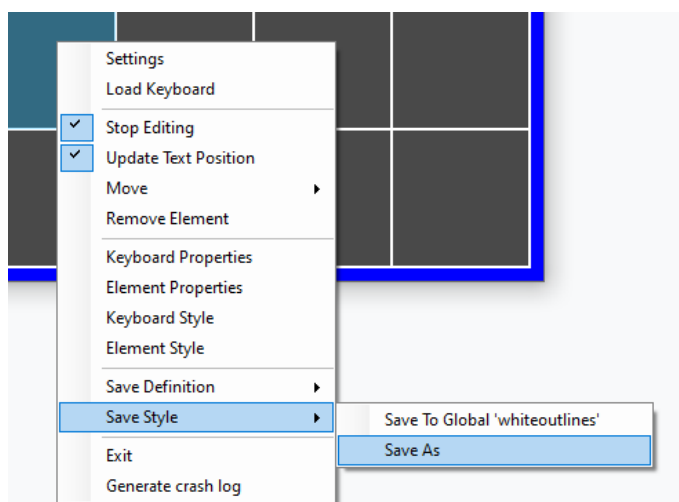 Settings
Load Keyboard
Stop Editing
Update Text Position
Move
Remove Element
Keyboard Properties
Element Properties
Keyboard Style
Element Style
Save Definition
Save Style
Save To Global 'whiteoutlines'
Save As
Exit
Generate crash log